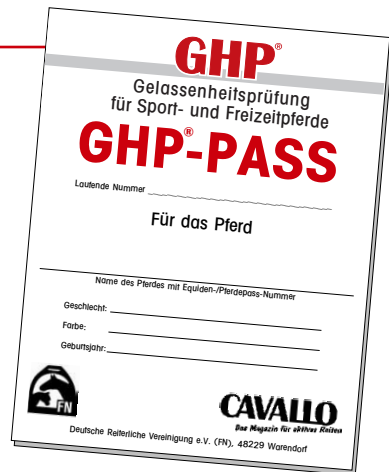 GHP®
Gelassenheitsprüfung
für Sport- und Freizeitpferde
GHP®-PASS
Laufende Nummer
Für das Pferd
Name des Pferdes mit Equiden-/Pferdepass-Nummer
Geschlecht:
Farbe:
Geburtsjahr:
FN
CAVALLO
Das Magazin für aktives Reiten
Deutsche Reiterliche Vereinigung e.V. (FN), 48229 Warendorf